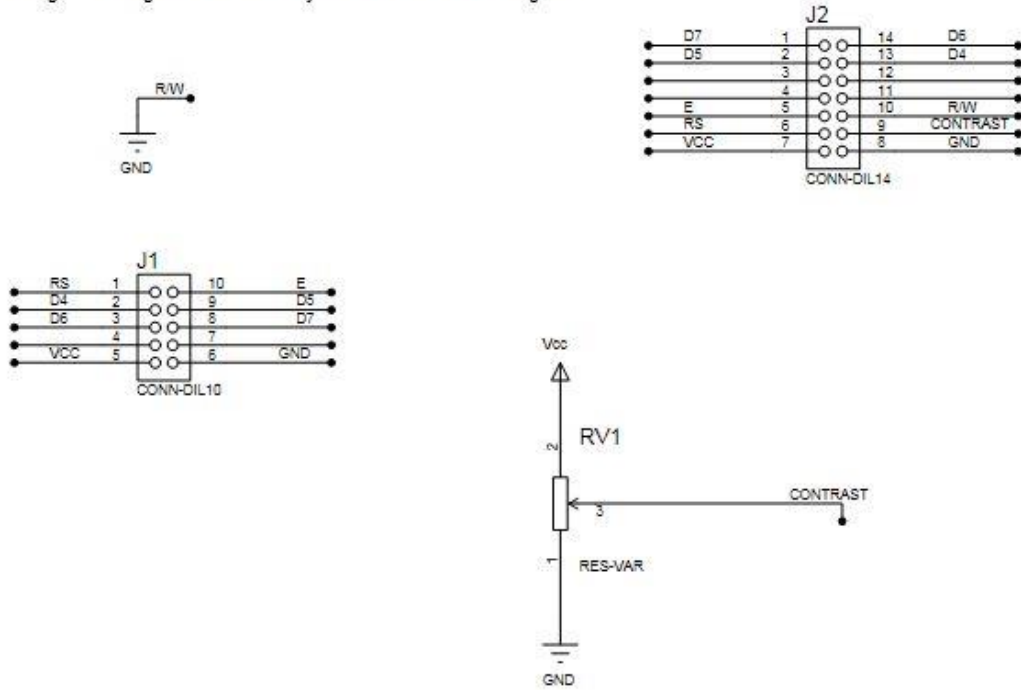 J2
D7 1 14 D6
D5 2 13 D4
3 12
4 11
E 5 10 R/W
RS 6 9 CONTRAST
VCC 7 8 GND
CONN-DIL14
R/W
GND
J1
RS 1 10 E
D4 2 9 D5
D6 3 8 D7
4 7
VCC 5 6 GND
CONN-DIL10
Vcc
2
RV1
CONTRAST
3
1
RES-VAR
GND